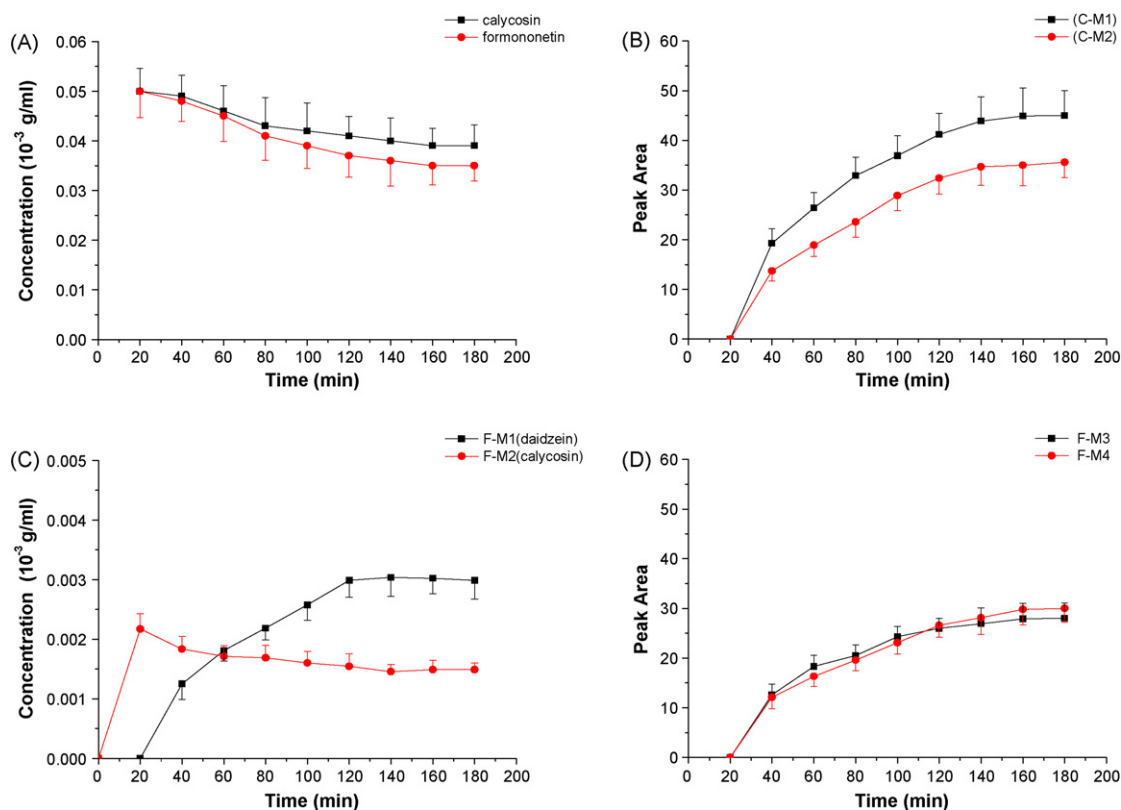 (A)
calycosin
formononetin
Concentration (10⁻³ g/ml)
0.06
0.05
0.04
0.03
0.02
0.01
0.00
0 20 40 60 80 100 120 140 160 180 200
Time (min)
(B)
(C-M1)
(C-M2)
Peak Area
60
50
40
30
20
10
0
0 20 40 60 80 100 120 140 160 180 200
Time (min)
(C)
F-M1(daidzein)
F-M2(calycosin)
Concentration (10⁻³ g/ml)
0.005
0.004
0.003
0.002
0.001
0.000
0 20 40 60 80 100 120 140 160 180 200
Time (min)
(D)
F-M3
F-M4
Peak Area
60
50
40
30
20
10
0
0 20 40 60 80 100 120 140 160 180 200
Time (min)